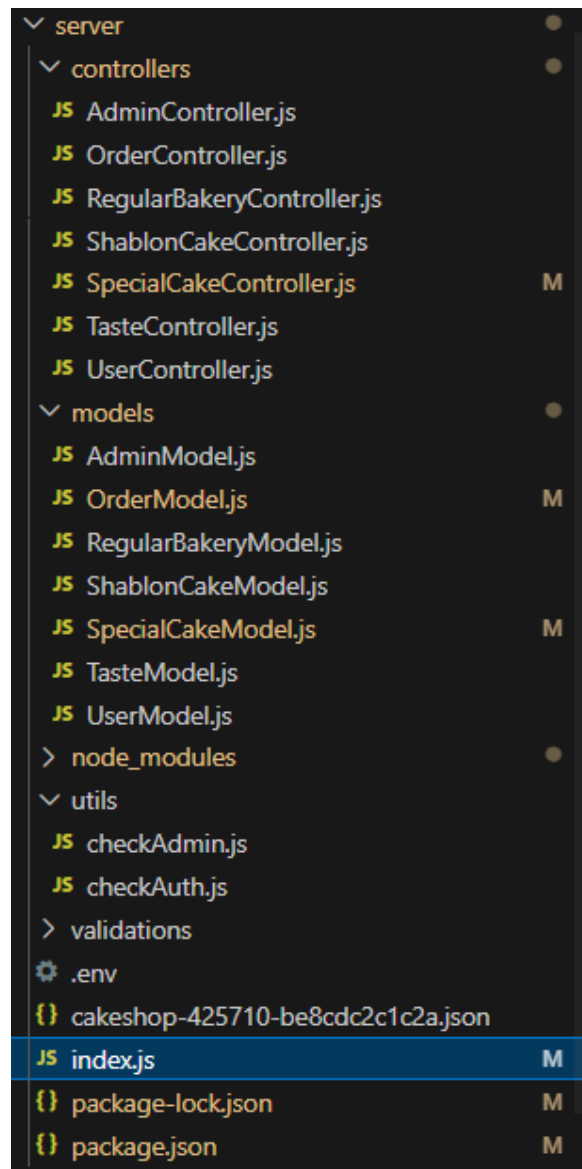 server
controllers
JS AdminController.js
JS OrderController.js
JS RegularBakeryController.js
JS ShablonCakeController.js
JS SpecialCakeController.js M
JS TasteController.js
JS UserController.js
models
JS AdminModel.js
JS OrderModel.js M
JS RegularBakeryModel.js
JS ShablonCakeModel.js
JS SpecialCakeModel.js M
JS TasteModel.js
JS UserModel.js
node_modules
utils
JS checkAdmin.js
JS checkAuth.js
validations
.env
{} cakeshop-425710-be8cdc2c1c2a.json
JS index.js M
{} package-lock.json M
{} package.json M